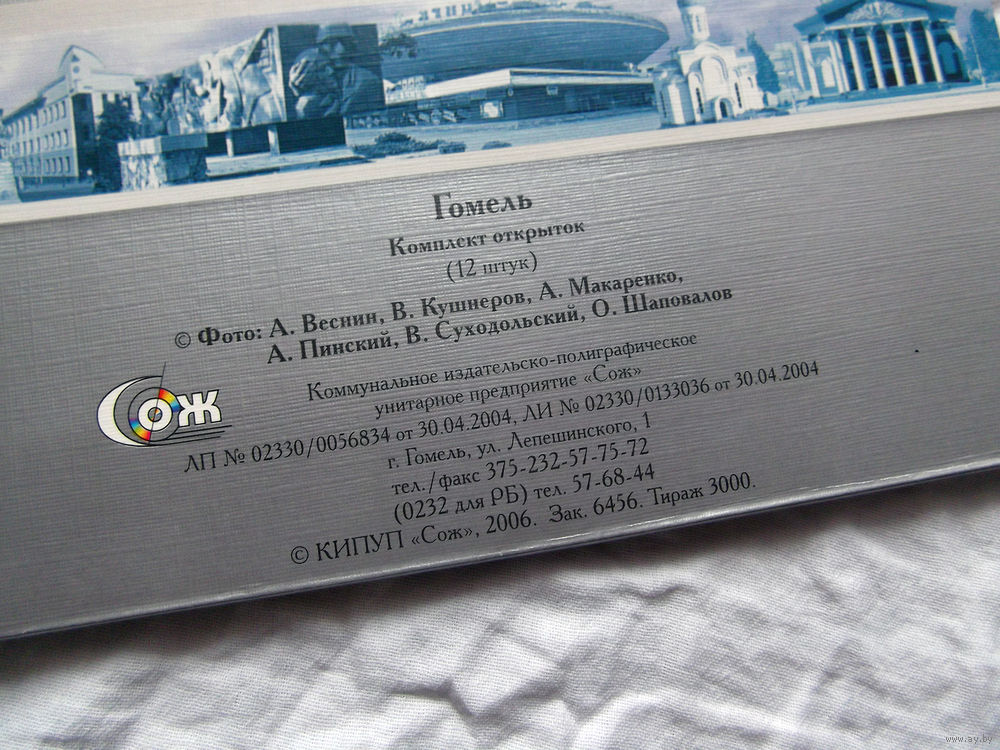 Гомель
Комплект открыток
(12 штук)
© Фото: А. Веснин, В. Кушнеров, А. Макаренко,
А. Пинский, В. Суходольский, О. Шаповалов
Коммунальное издательско-полиграфическое
унитарное предприятие «Сож»
ЛП № 02330/0056834 от 30.04.2004, ЛИ № 02330/0133036 от 30.04.2004
г. Гомель, ул. Лепешинского, 1
тел./факс 375-232-57-75-72
(0232 для РБ) тел. 57-68-44
© КИПУП «Сож», 2006. Зак. 6456. Тираж 3000.
Сож
www.ay.by